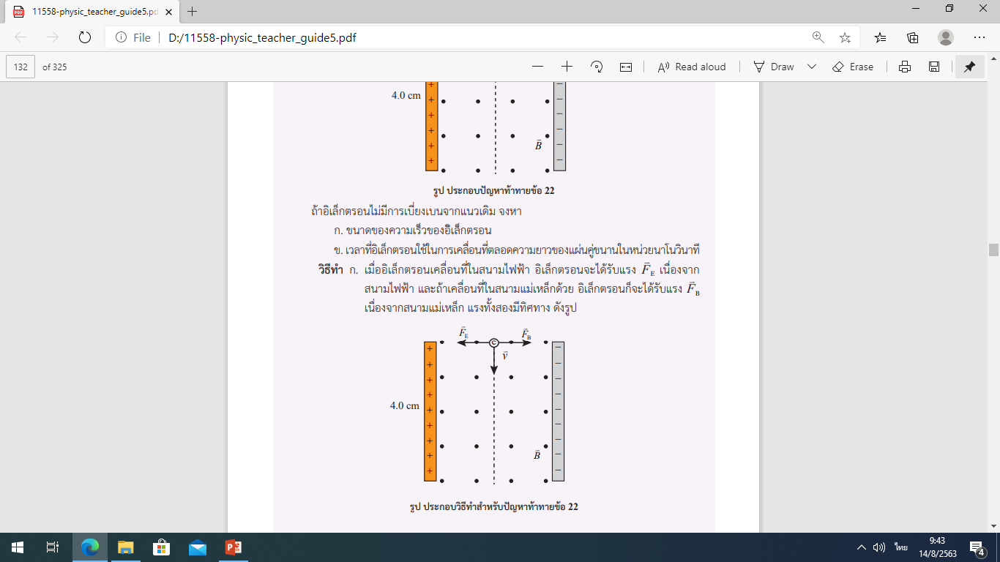 11558-physic_teacher_guide5.pd
File
D:/11558-physic_teacher_guide5.pdf
132
of 325
Read aloud
Draw
Erase
4.0 cm
B
รูป ประกอบปัญหาท้าทายข้อ 22
ถ้าอิเล็กตรอนไม่มีการเบี่ยงเบนจากแนวเดิม จงหา
ก. ขนาดของความเร็วของอิเล็กตรอน
ข. เวลาที่อิเล็กตรอนใช้ในการเคลื่อนที่ตลอดความยาวของแผ่นคู่ขนานในหน่วยนาโนวินาที
วิธีทำ ก. เมื่ออิเล็กตรอนเคลื่อนที่ในสนามไฟฟ้า อิเล็กตรอนจะได้รับแรง F⃗E เนื่องจาก
สนามไฟฟ้า และถ้าเคลื่อนที่ในสนามแม่เหล็กด้วย อิเล็กตรอนก็จะได้รับแรง F⃗B
เนื่องจากสนามแม่เหล็ก แรงทั้งสองมีทิศทาง ดังรูป
F⃗E
F⃗B
v⃗
4.0 cm
B⃗
รูป ประกอบวิธีทำสำหรับปัญหาท้าทายข้อ 22
ไทย
9:43
14/8/2563
4